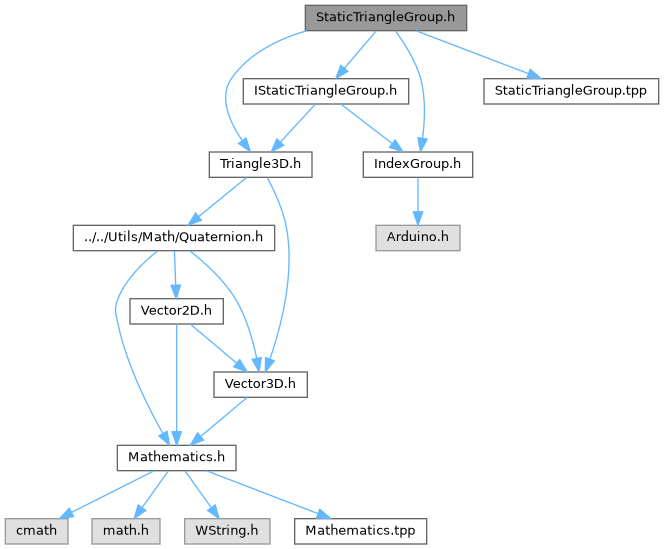 StaticTriangleGroup.h
IStaticTriangleGroup.h
StaticTriangleGroup.tpp
Triangle3D.h
IndexGroup.h
../../Utils/Math/Quaternion.h
Arduino.h
Vector2D.h
Vector3D.h
Mathematics.h
cmath
math.h
WString.h
Mathematics.tpp